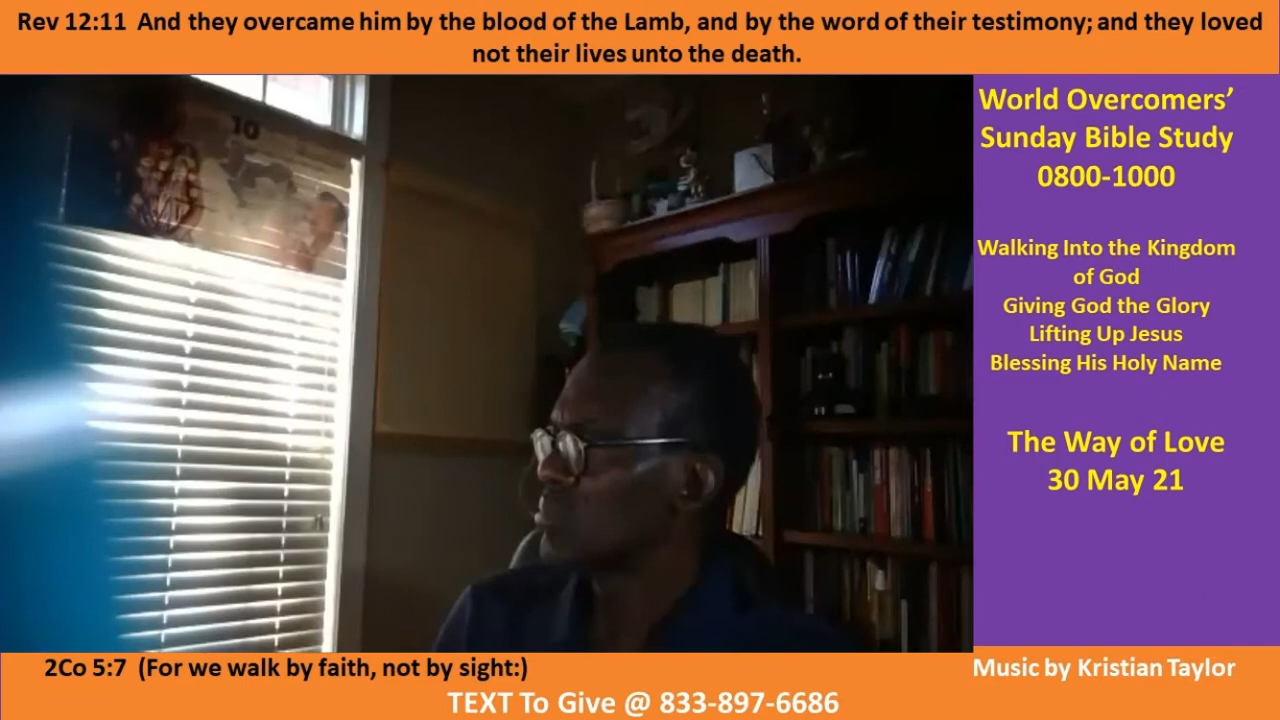 Rev 12:11  And they overcame him by the blood of the Lamb, and by the word of their testimony; and they loved
not their lives unto the death.
10
World Overcomers’
Sunday Bible Study
0800-1000
Walking Into the Kingdom
of God
Giving God the Glory
Lifting Up Jesus
Blessing His Holy Name
The Way of Love
30 May 21
2Co 5:7  (For we walk by faith, not by sight:)
Music by Kristian Taylor
TEXT To Give @ 833-897-6686